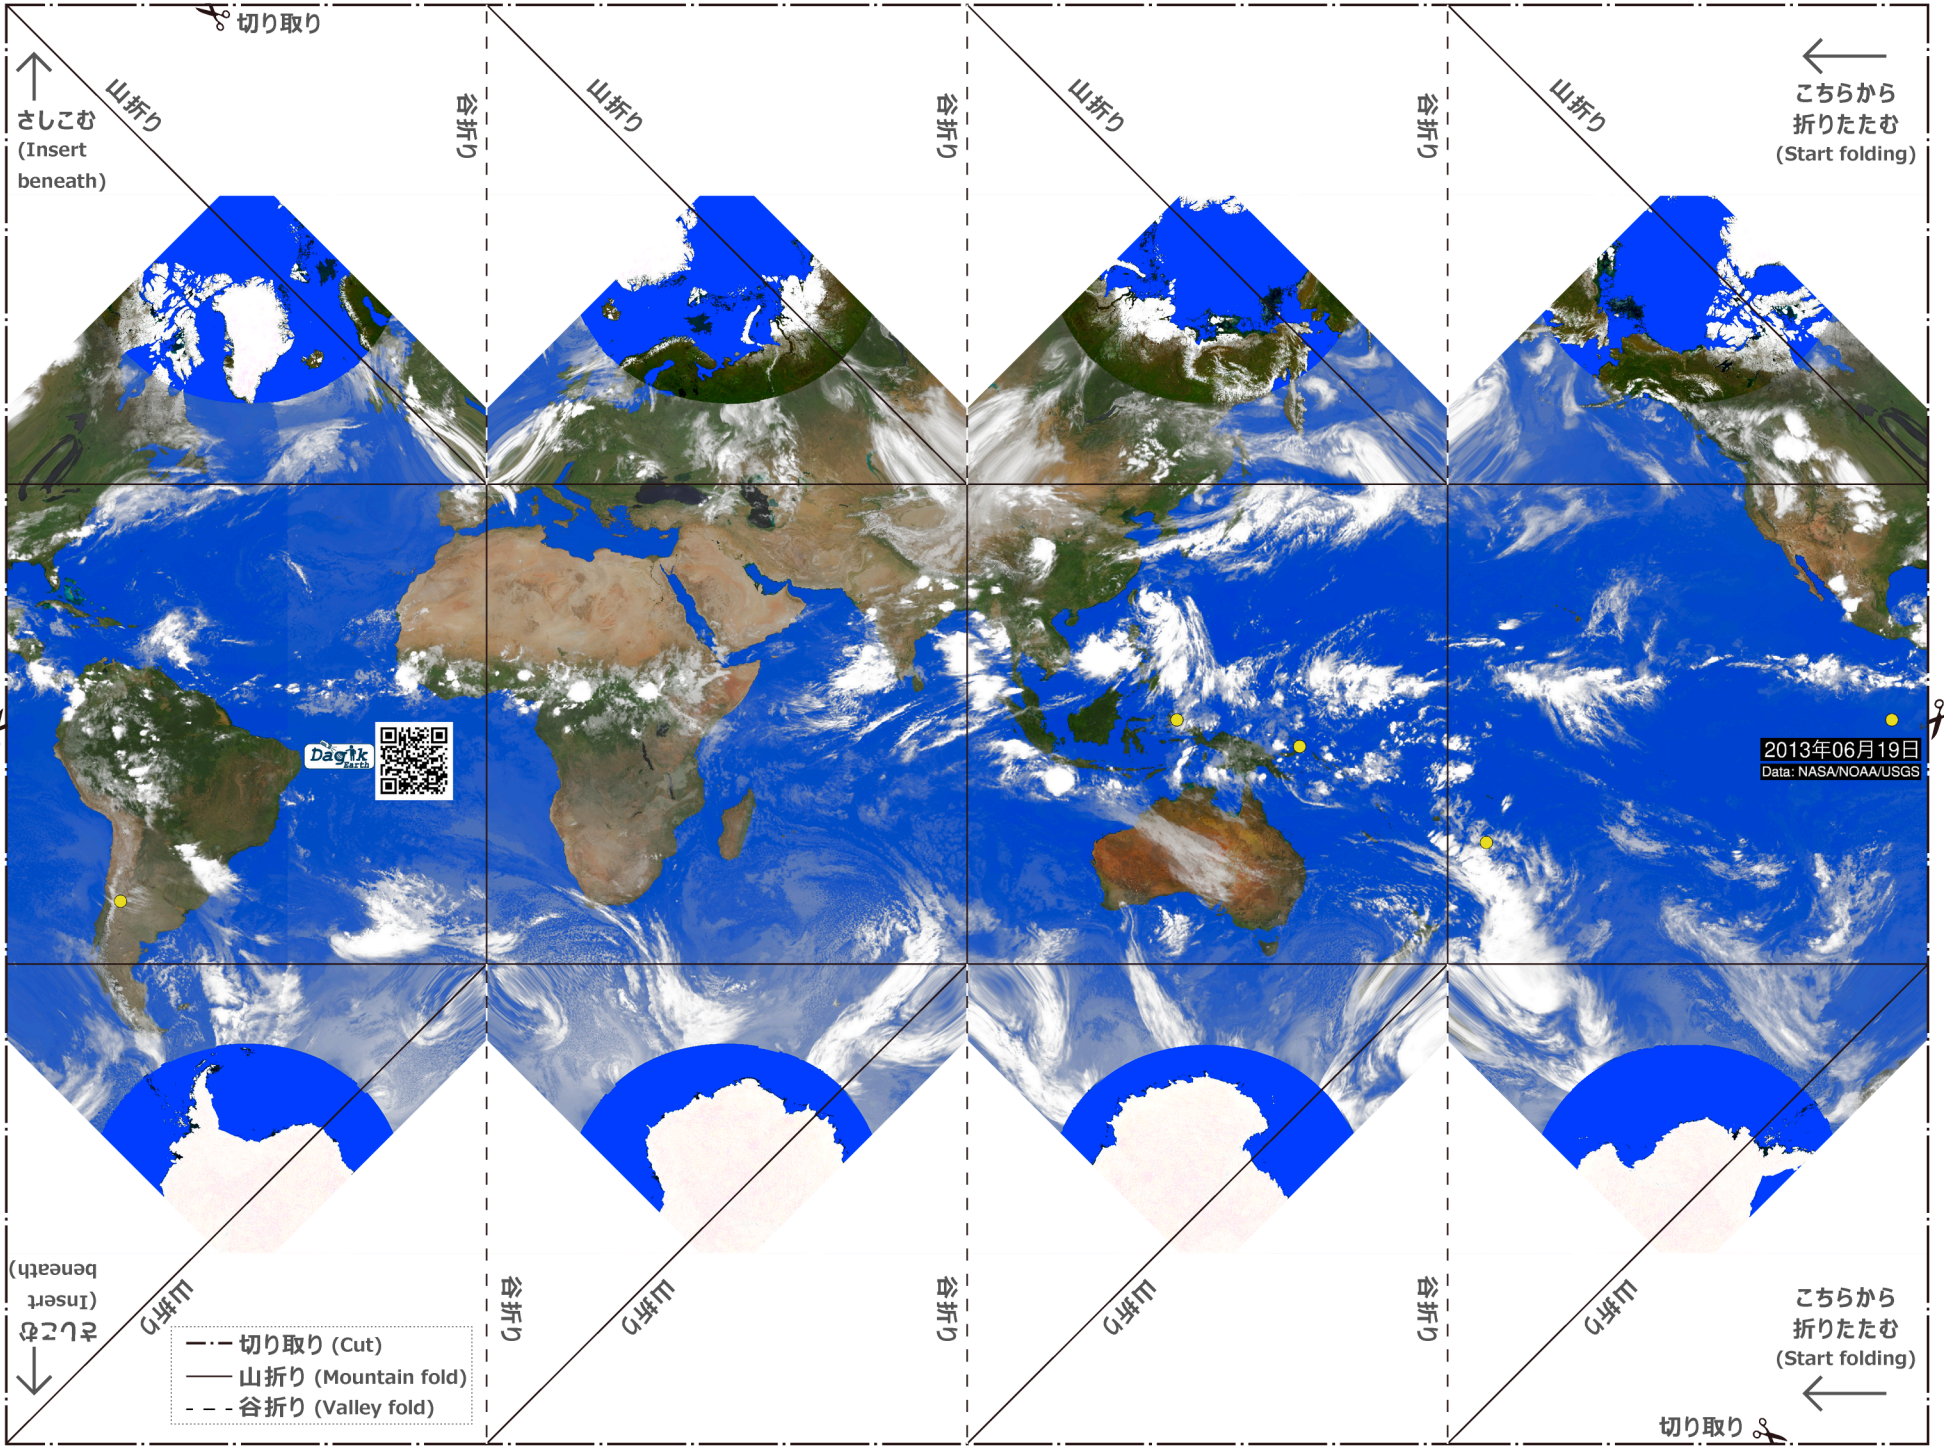 切り取り
さしこむ
(Insert
beneath)
山折り
谷折り
山折り
谷折り
山折り
谷折り
山折り
こちらから
折りたたむ
(Start folding)
Dagik
Earth
2013年06月19日
Data: NASA/NOAA/USGS
さしこむ
(Insert
beneath)
山折り
谷折り
山折り
谷折り
山折り
谷折り
山折り
こちらから
折りたたむ
(Start folding)
切り取り (Cut)
山折り (Mountain fold)
谷折り (Valley fold)
切り取り